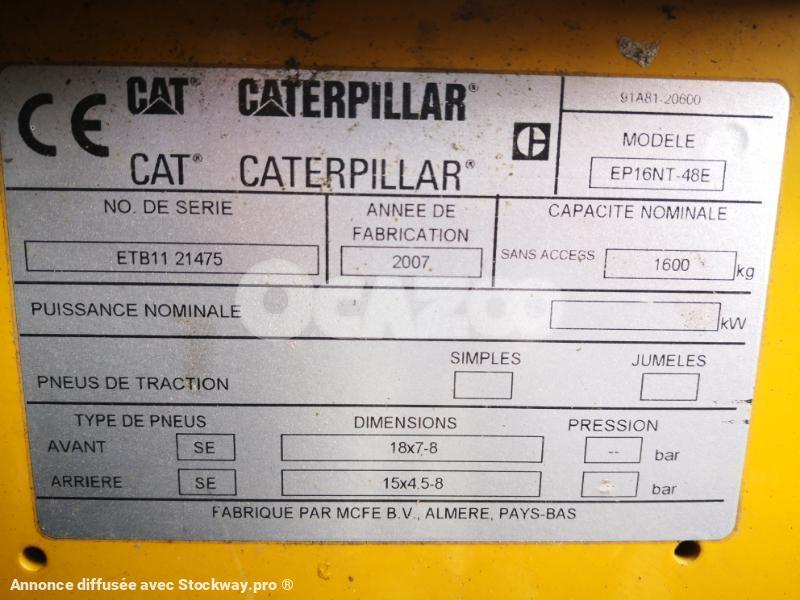 CE CAT® CATERPILLAR®
CAT® CATERPILLAR®
91A81-20600
MODELE
EP16NT-48E
NO. DE SERIE
ETB11 21475
ANNEE DE
FABRICATION
2007
CAPACITE NOMINALE
SANS ACCESS 1600 kg
PUISSANCE NOMINALE kW
OCAZOO
SIMPLES JUMELES
PNEUS DE TRACTION
TYPE DE PNEUS DIMENSIONS PRESSION
AVANT SE 18x7-8 -- bar
ARRIERE SE 15x4.5-8 bar
FABRIQUE PAR MCFE B.V., ALMERE, PAYS-BAS
Annonce diffusée avec Stockway.pro ®